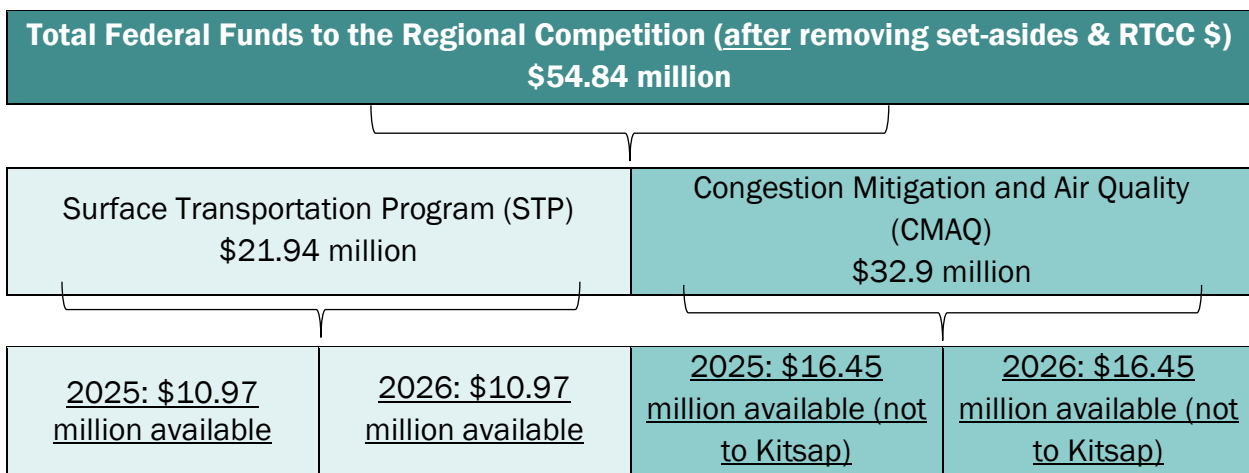 Total Federal Funds to the Regional Competition (after removing set-asides & RTCC $)
$54.84 million
Surface Transportation Program (STP)
$21.94 million
Congestion Mitigation and Air Quality
(CMAQ)
$32.9 million
2025: $10.97
million available
2026: $10.97
million available
2025: $16.45
million available (not
to Kitsap)
2026: $16.45
million available (not
to Kitsap)